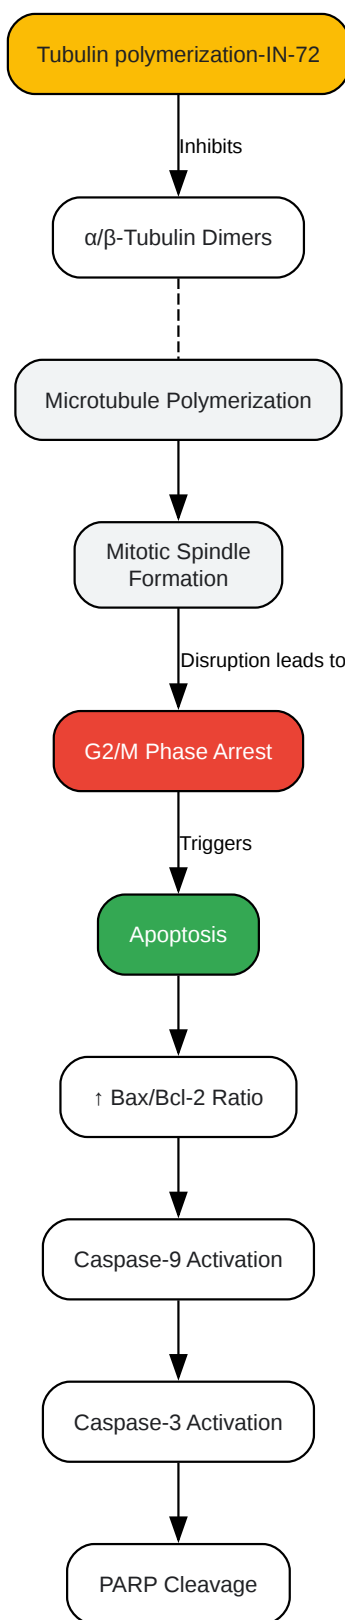 Tubulin polymerization-IN-72
Inhibits
α/β-Tubulin Dimers
Microtubule Polymerization
Mitotic Spindle
Formation
Disruption leads to
G2/M Phase Arrest
Triggers
Apoptosis
↑ Bax/Bcl-2 Ratio
Caspase-9 Activation
Caspase-3 Activation
PARP Cleavage